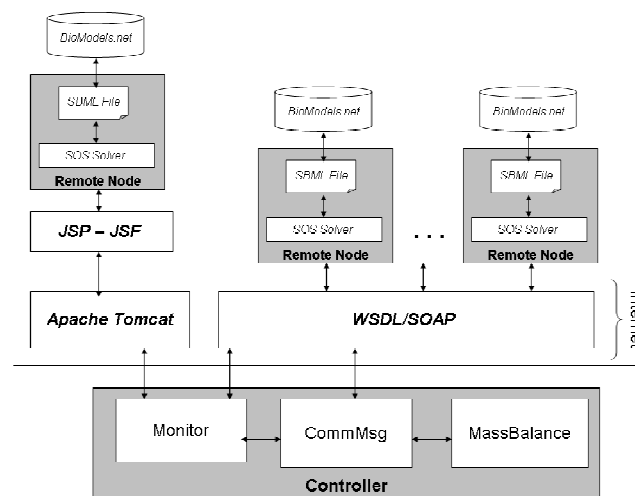 BioModels.net
SBML File
SOS Solver
Remote Node
JSP – JSF
Apache Tomcat
BioModels.net
SBML File
SOS Solver
Remote Node
. . .
BioModels.net
SBML File
SOS Solver
Remote Node
WSDL/SOAP
Internet
Monitor
CommMsg
MassBalance
Controller